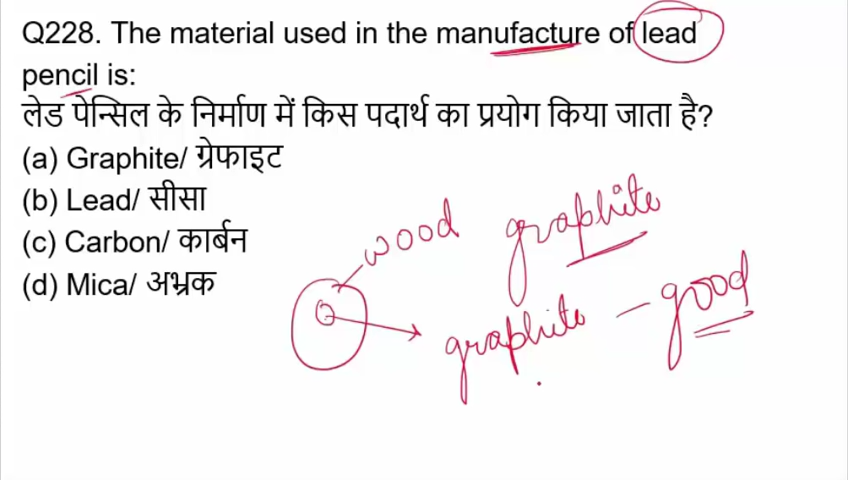 Q228. The material used in the manufacture of lead
pencil is:
लेड पेन्सिल के निर्माण में किस पदार्थ का प्रयोग किया जाता है?
(a) Graphite/ ग्रेफाइट
(b) Lead/ सीसा
(c) Carbon/ कार्बन
(d) Mica/ अभ्रक
wood graphite
graphite - good